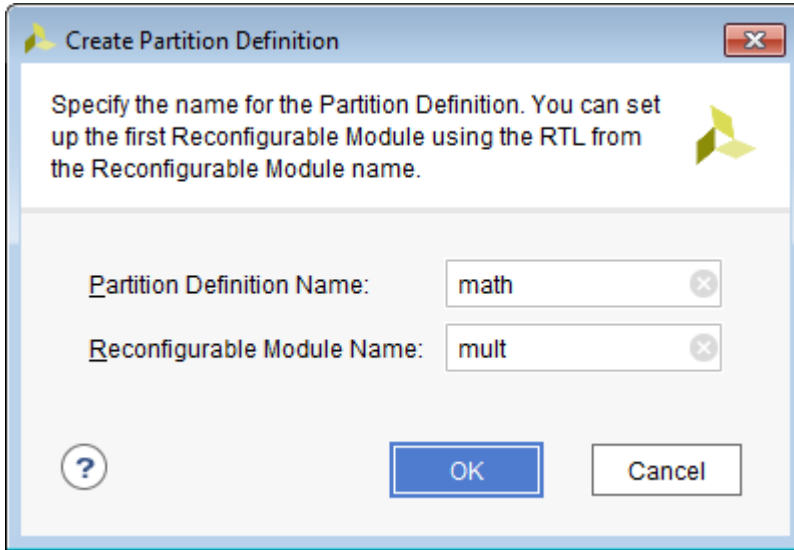 Create Partition Definition
Specify the name for the Partition Definition. You can set
up the first Reconfigurable Module using the RTL from
the Reconfigurable Module name.
Partition Definition Name: math
Reconfigurable Module Name: mult
? OK Cancel